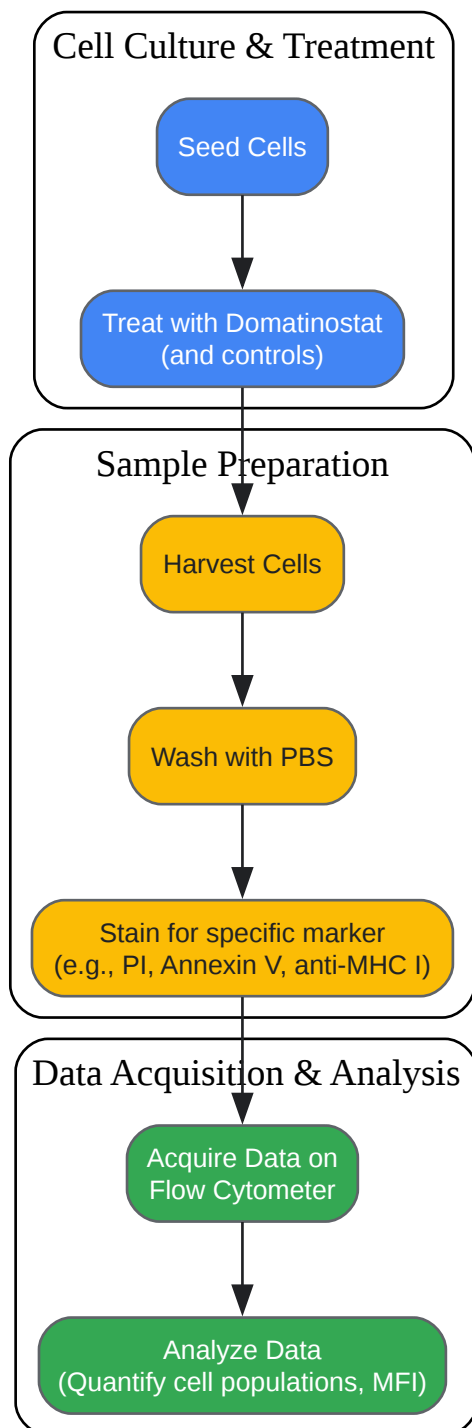 Cell Culture & Treatment
Seed Cells
Treat with Domatinostat
(and controls)
Sample Preparation
Harvest Cells
Wash with PBS
Stain for specific marker
(e.g., PI, Annexin V, anti-MHC I)
Data Acquisition & Analysis
Acquire Data on
Flow Cytometer
Analyze Data
(Quantify cell populations, MFI)